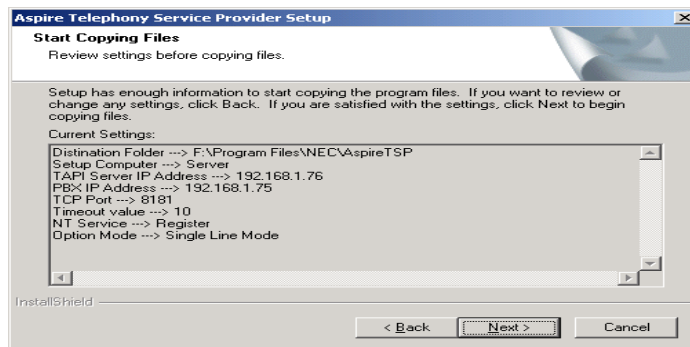 Aspire Telephony Service Provider Setup
Start Copying Files
Review settings before copying files.
Setup has enough information to start copying the program files. If you want to review or
change any settings, click Back. If you are satisfied with the settings, click Next to begin
copying files.
Current Settings:
Distination Folder ---> F:\Program Files\NEC\AspireTSP
Setup Computer ---> Server
TAPI Server IP Address ---> 192.168.1.76
PBX IP Address ---> 192.168.1.75
TCP Port ---> 8181
Timeout value ---> 10
NT Service ---> Register
Option Mode ---> Single Line Mode
InstallShield
< Back Next > Cancel